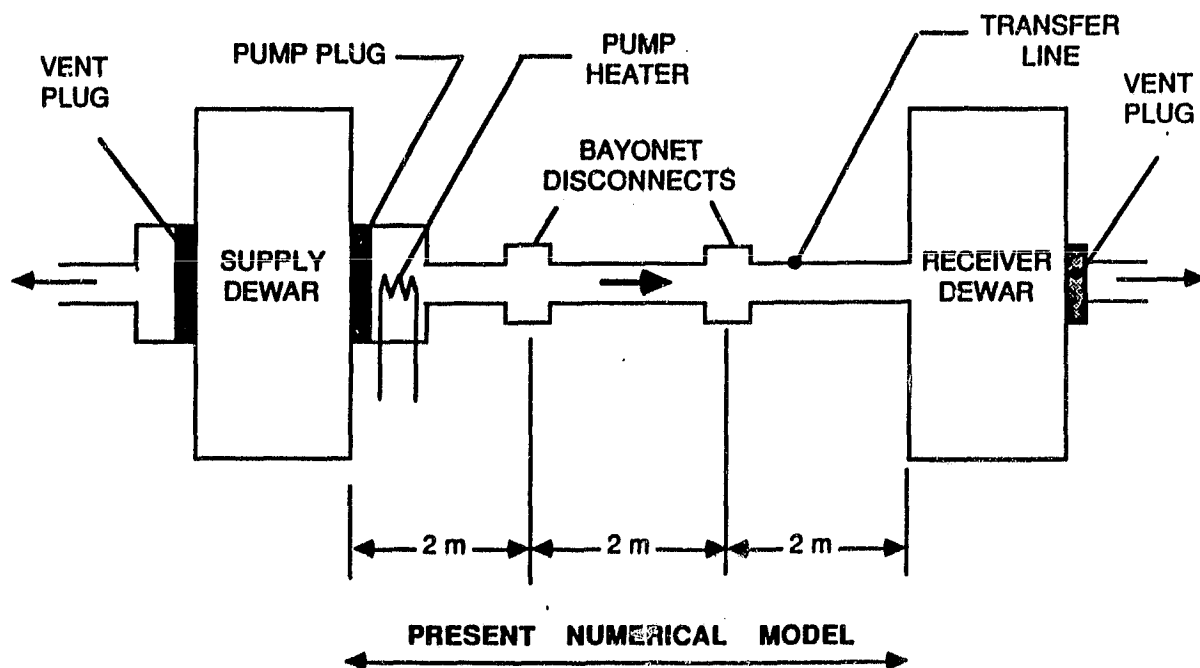 VENT
PLUG
PUMP PLUG
PUMP
HEATER
TRANSFER
LINE
VENT
PLUG
BAYONET
DISCONNECTS
SUPPLY
DEWAR
RECEIVER
DEWAR
2 m
2 m
2 m
PRESENT NUMERICAL MODEL